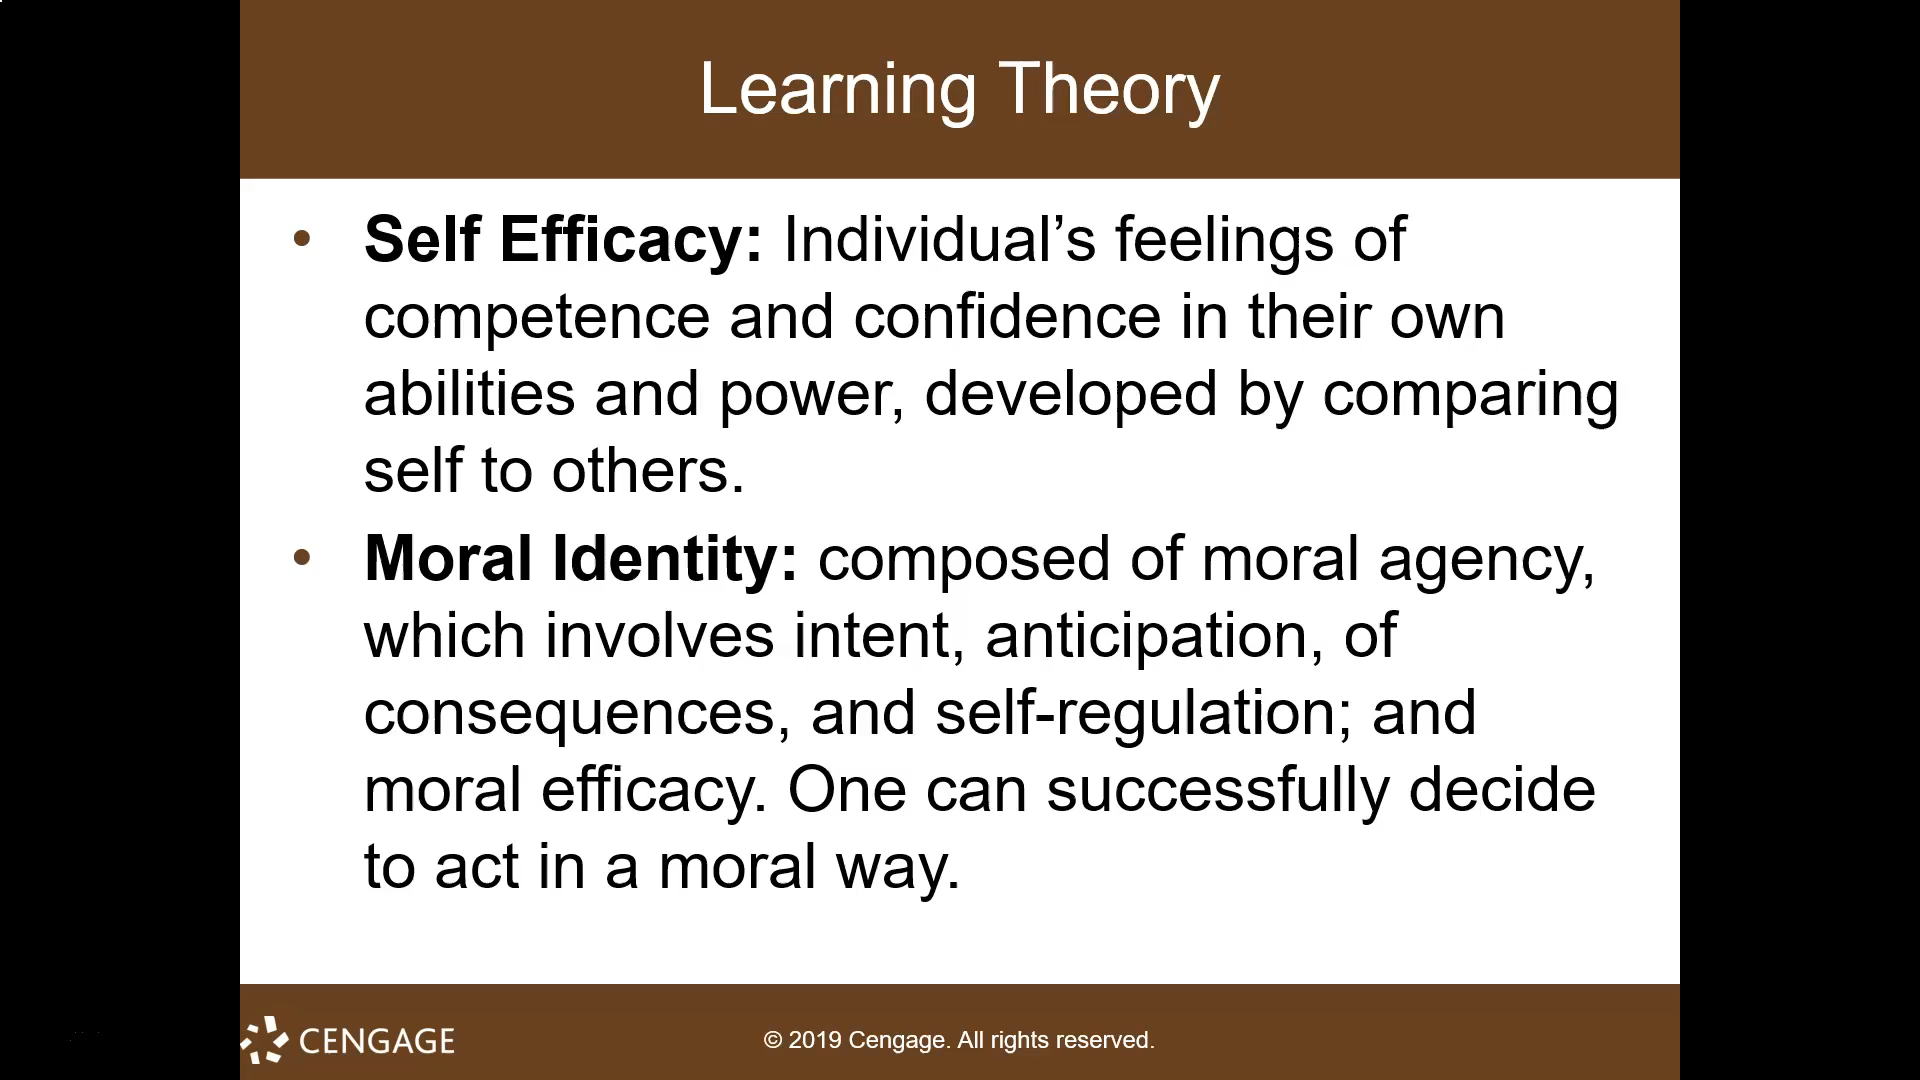 Learning Theory
• Self Efficacy: Individual’s feelings of
competence and confidence in their own
abilities and power, developed by comparing
self to others.
• Moral Identity: composed of moral agency,
which involves intent, anticipation, of
consequences, and self-regulation; and
moral efficacy. One can successfully decide
to act in a moral way.
CENGAGE
© 2019 Cengage. All rights reserved.